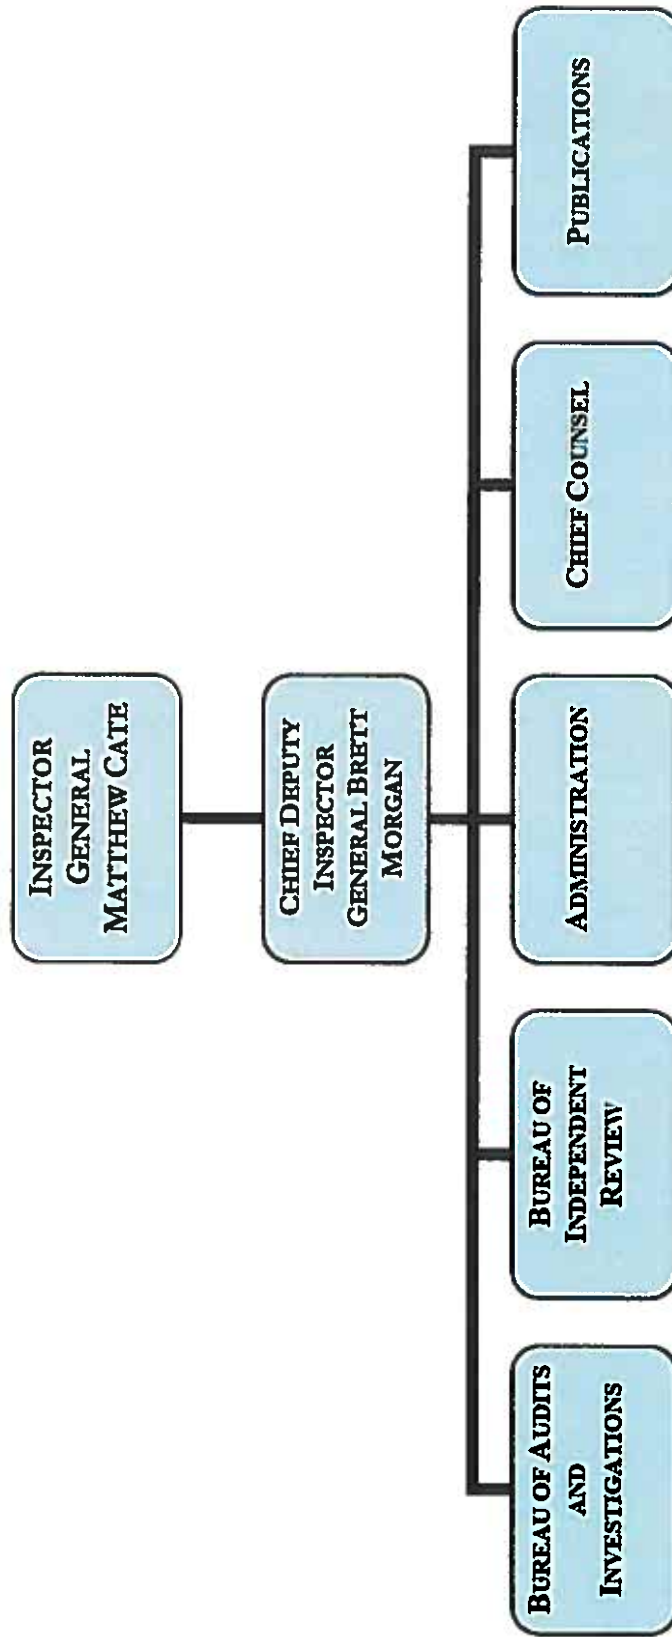 INSPECTOR
GENERAL
MATTHEW CATE
CHIEF DEPUTY
INSPECTOR
GENERAL BRETT
MORGAN
BUREAU OF AUDITS
AND
INVESTIGATIONS
BUREAU OF
INDEPENDENT
REVIEW
ADMINISTRATION
CHIEF COUNSEL
PUBLICATIONS